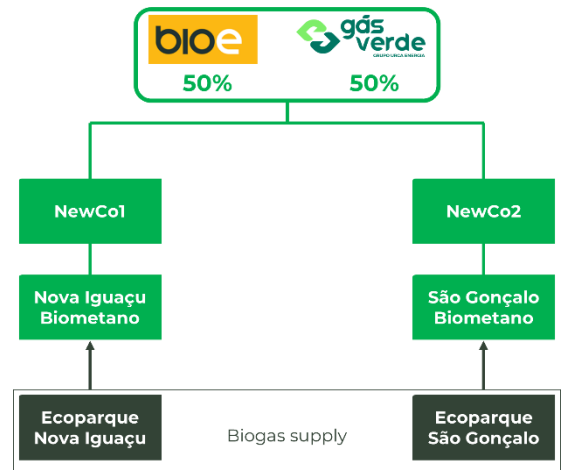 bioe
gás
verde
GRUPO URCA ENERGIA
50%
50%
NewCo1
NewCo2
Nova Iguaçu
Biometano
São Gonçalo
Biometano
Ecoparque
Nova Iguaçu
Biogas supply
Ecoparque
São Gonçalo